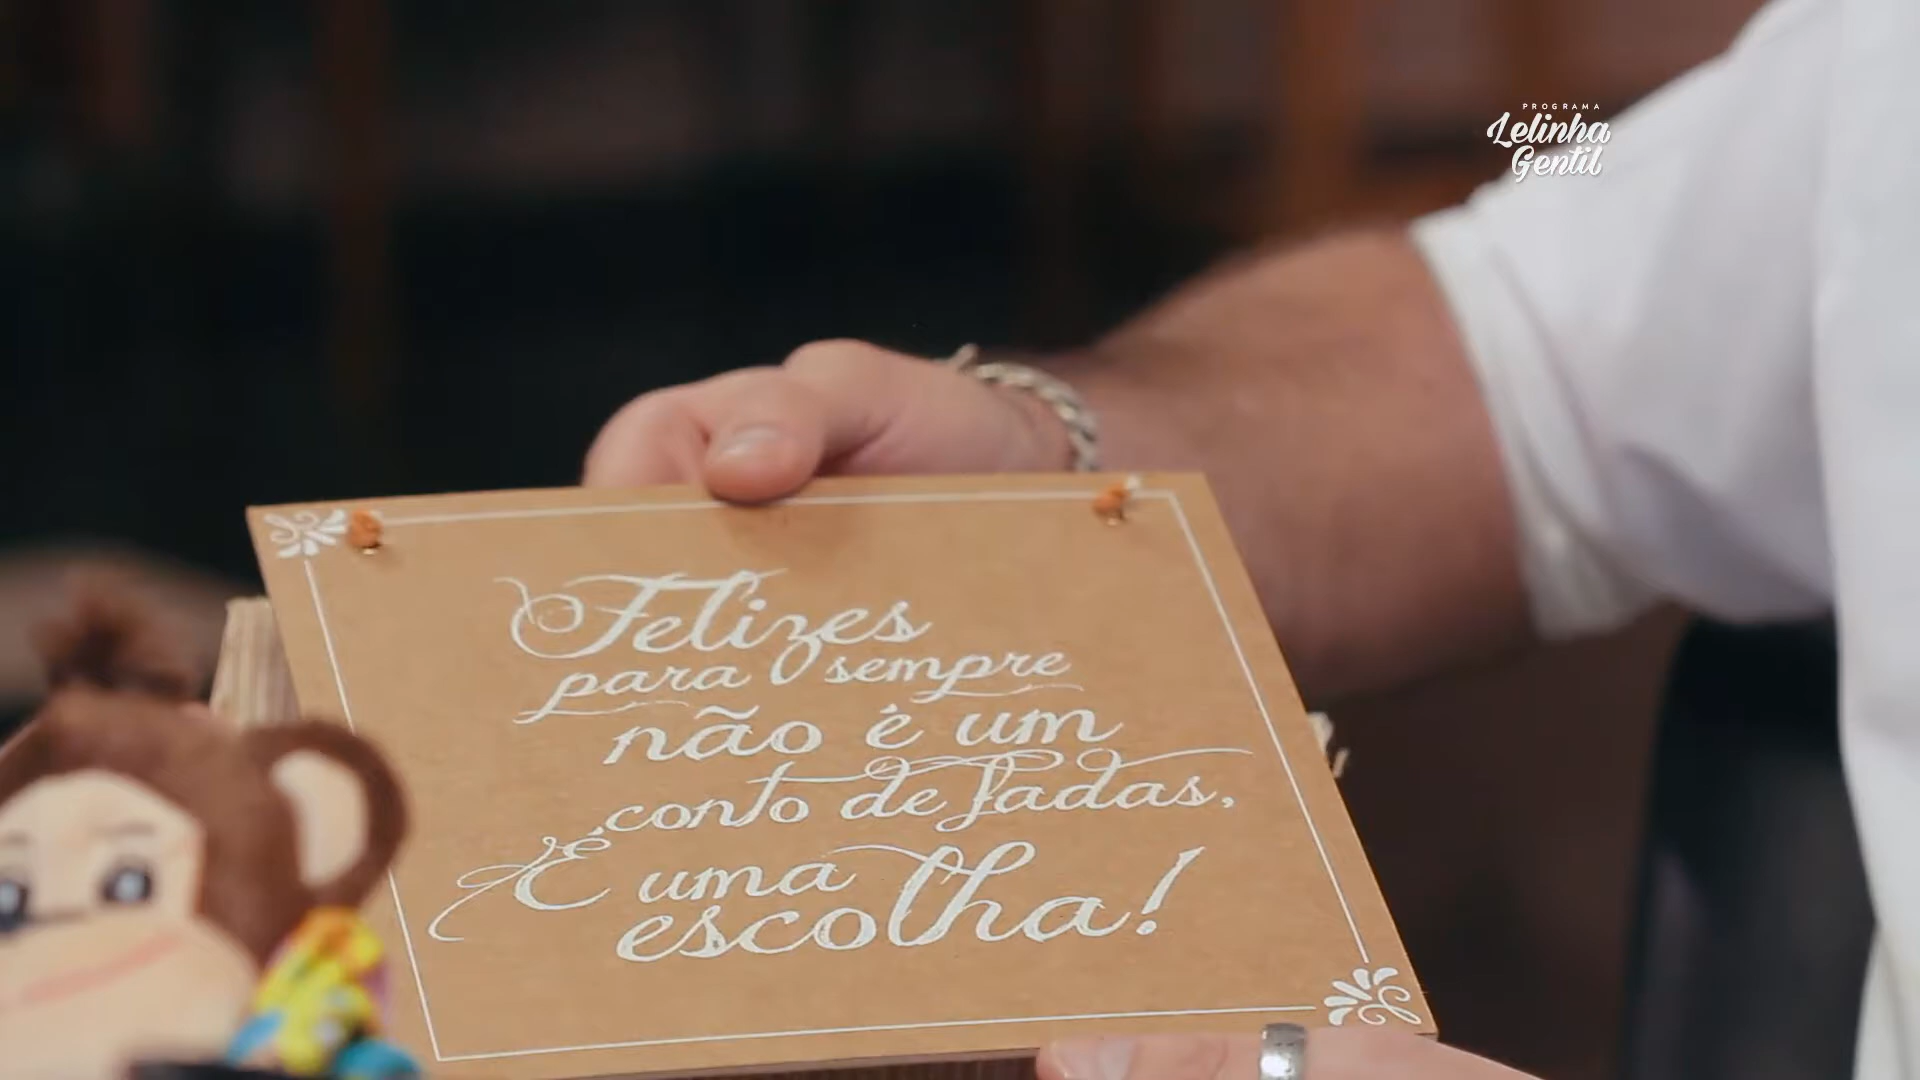 PROGRAMA
Lelinha
Gentil
Felizes
para sempre
não é um
conto de fadas,
É uma
escolha!